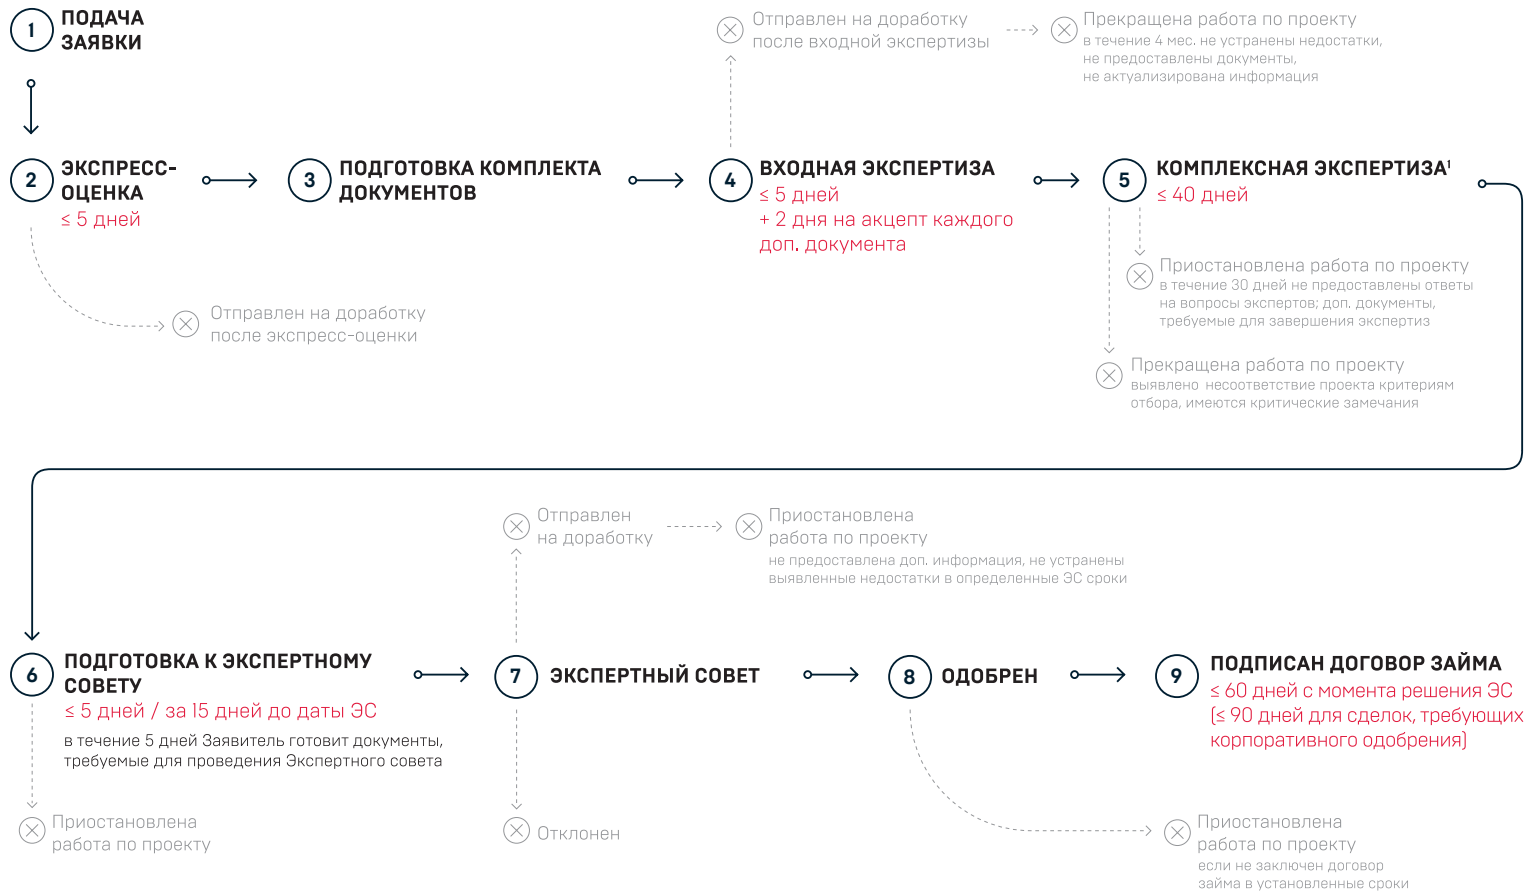 1
ПОДАЧА
ЗАЯВКИ
Отправлен на доработку
после входной экспертизы
Прекращена работа по проекту
в течение 4 мес. не устранены недостатки,
не предоставлены документы,
не актуализирована информация
2
ЭКСПРЕСС-
ОЦЕНКА
≤ 5 дней
3
ПОДГОТОВКА КОМПЛЕКТА
ДОКУМЕНТОВ
4
ВХОДНАЯ ЭКСПЕРТИЗА
≤ 5 дней
+ 2 дня на акцепт каждого
доп. документа
5
КОМПЛЕКСНАЯ ЭКСПЕРТИЗА¹
≤ 40 дней
Отправлен на доработку
после экспресс-оценки
Приостановлена работа по проекту
в течение 30 дней не предоставлены ответы
на вопросы экспертов; доп. документы,
требуемые для завершения экспертиз
Прекращена работа по проекту
выявлено несоответствие проекта критериям
отбора, имеются критические замечания
Отправлен
на доработку
Приостановлена
работа по проекту
не предоставлена доп. информация, не устранены
выявленные недостатки в определенные ЭС сроки
6
ПОДГОТОВКА К ЭКСПЕРТНОМУ
СОВЕТУ
≤ 5 дней / за 15 дней до даты ЭС
в течение 5 дней Заявитель готовит документы,
требуемые для проведения Экспертного совета
7
ЭКСПЕРТНЫЙ СОВЕТ
8
ОДОБРЕН
9
ПОДПИСАН ДОГОВОР ЗАЙМА
≤ 60 дней с момента решения ЭС
(≤ 90 дней для сделок, требующих
корпоративного одобрения)
Приостановлена
работа по проекту
Отклонен
Приостановлена
работа по проекту
если не заключен договор
займа в установленные сроки